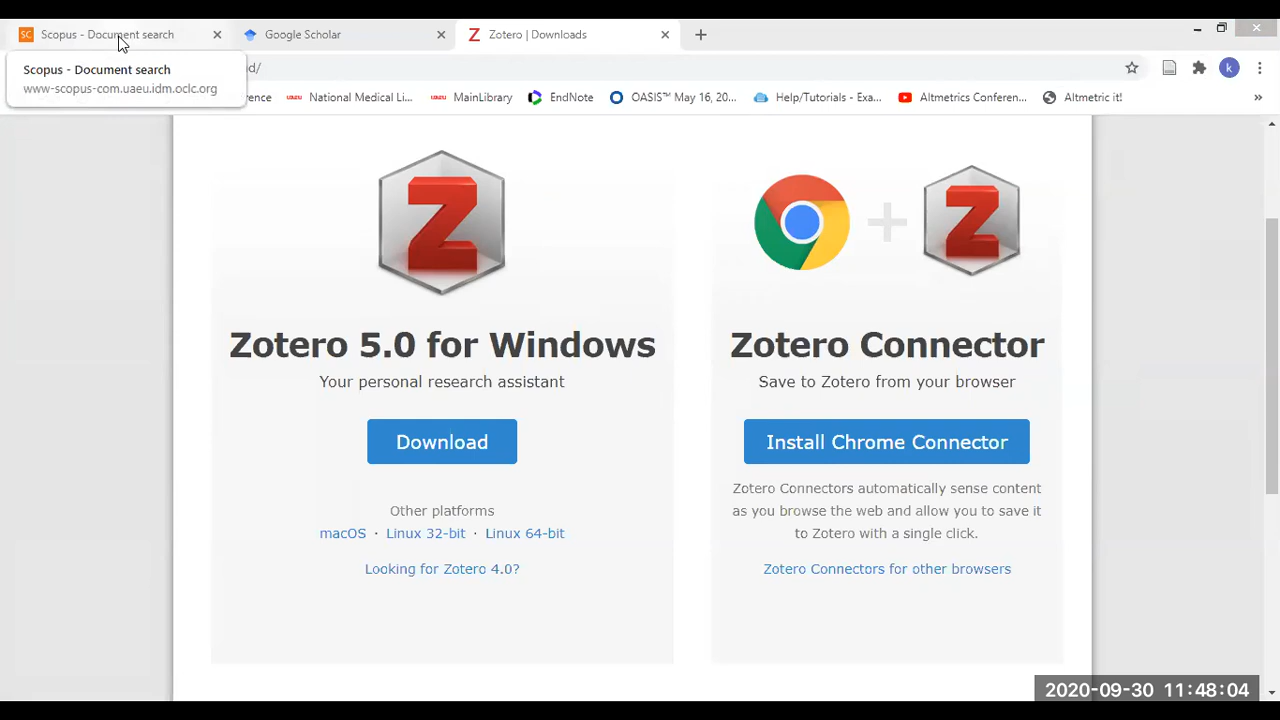 SC Scopus - Document search
Google Scholar
Z Zotero | Downloads
Scopus - Document search
www-scopus-com.uaeu.idm.oclc.org
d/
k
ence
National Medical Li...
MainLibrary
EndNote
OASIS™ May 16, 20...
Help/Tutorials - Exa...
Altmetrics Conferen...
Altmetric it!
»
Z
Z
Zotero 5.0 for Windows
Your personal research assistant
Download
Other platforms
macOS · Linux 32-bit · Linux 64-bit
Looking for Zotero 4.0?
Zotero Connector
Save to Zotero from your browser
Install Chrome Connector
Zotero Connectors automatically sense content
as you browse the web and allow you to save it
to Zotero with a single click.
Zotero Connectors for other browsers
2020-09-30 11:48:04